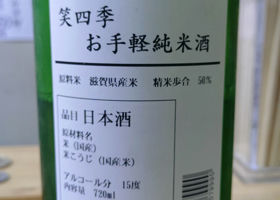 笑四季
お手軽純米酒
原料米 滋賀県産米 精米歩合 50%
品目 日本酒
原材料名
米（国産）
米こうじ（国産米）
アルコール分 15度
内容量 720ml